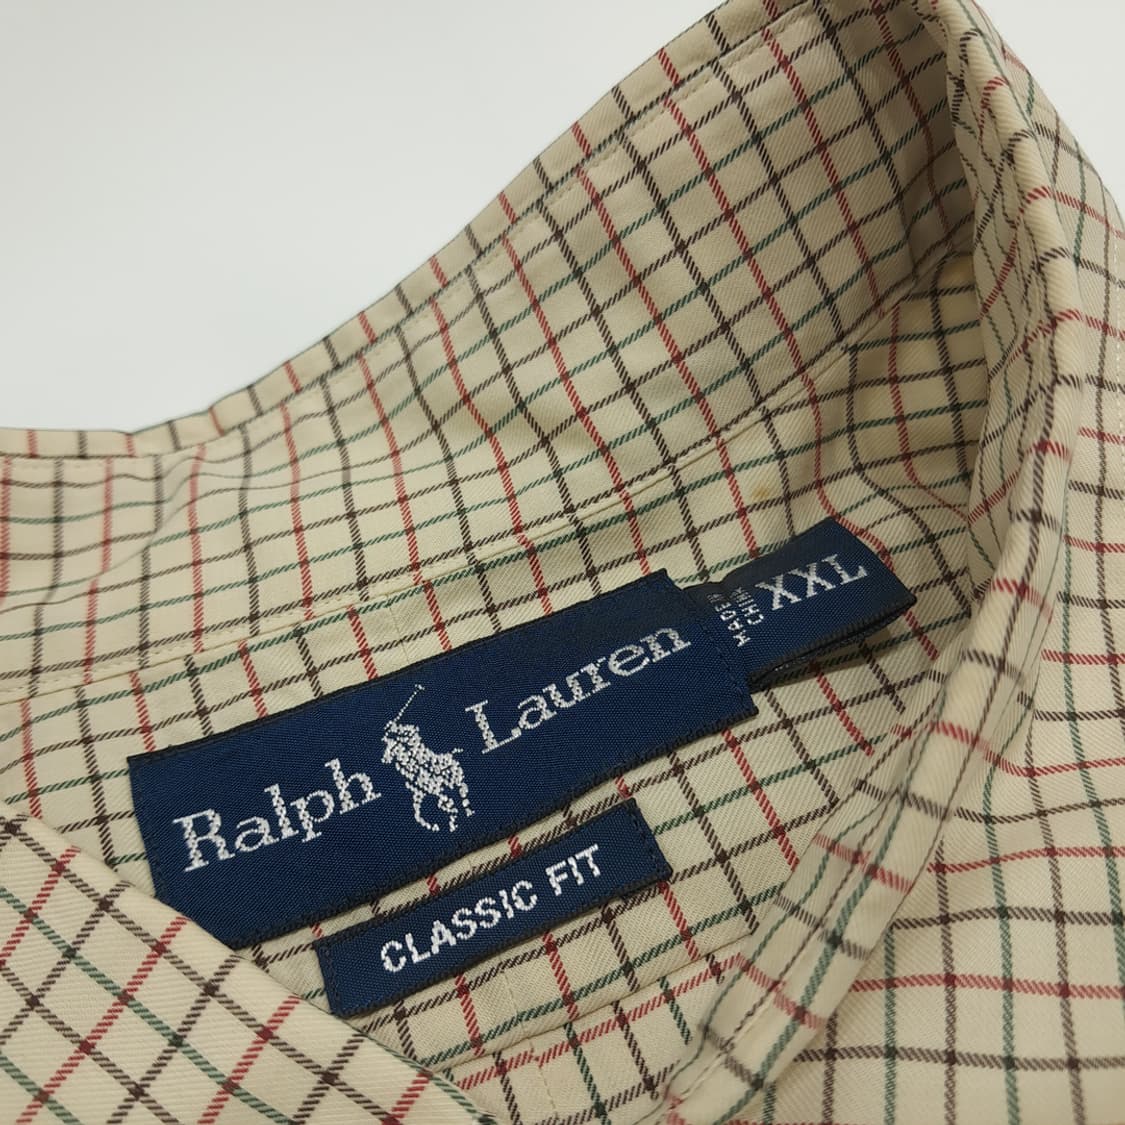 Ralph Lauren
XXL
MADE IN
CHINA
CLASSIC FIT